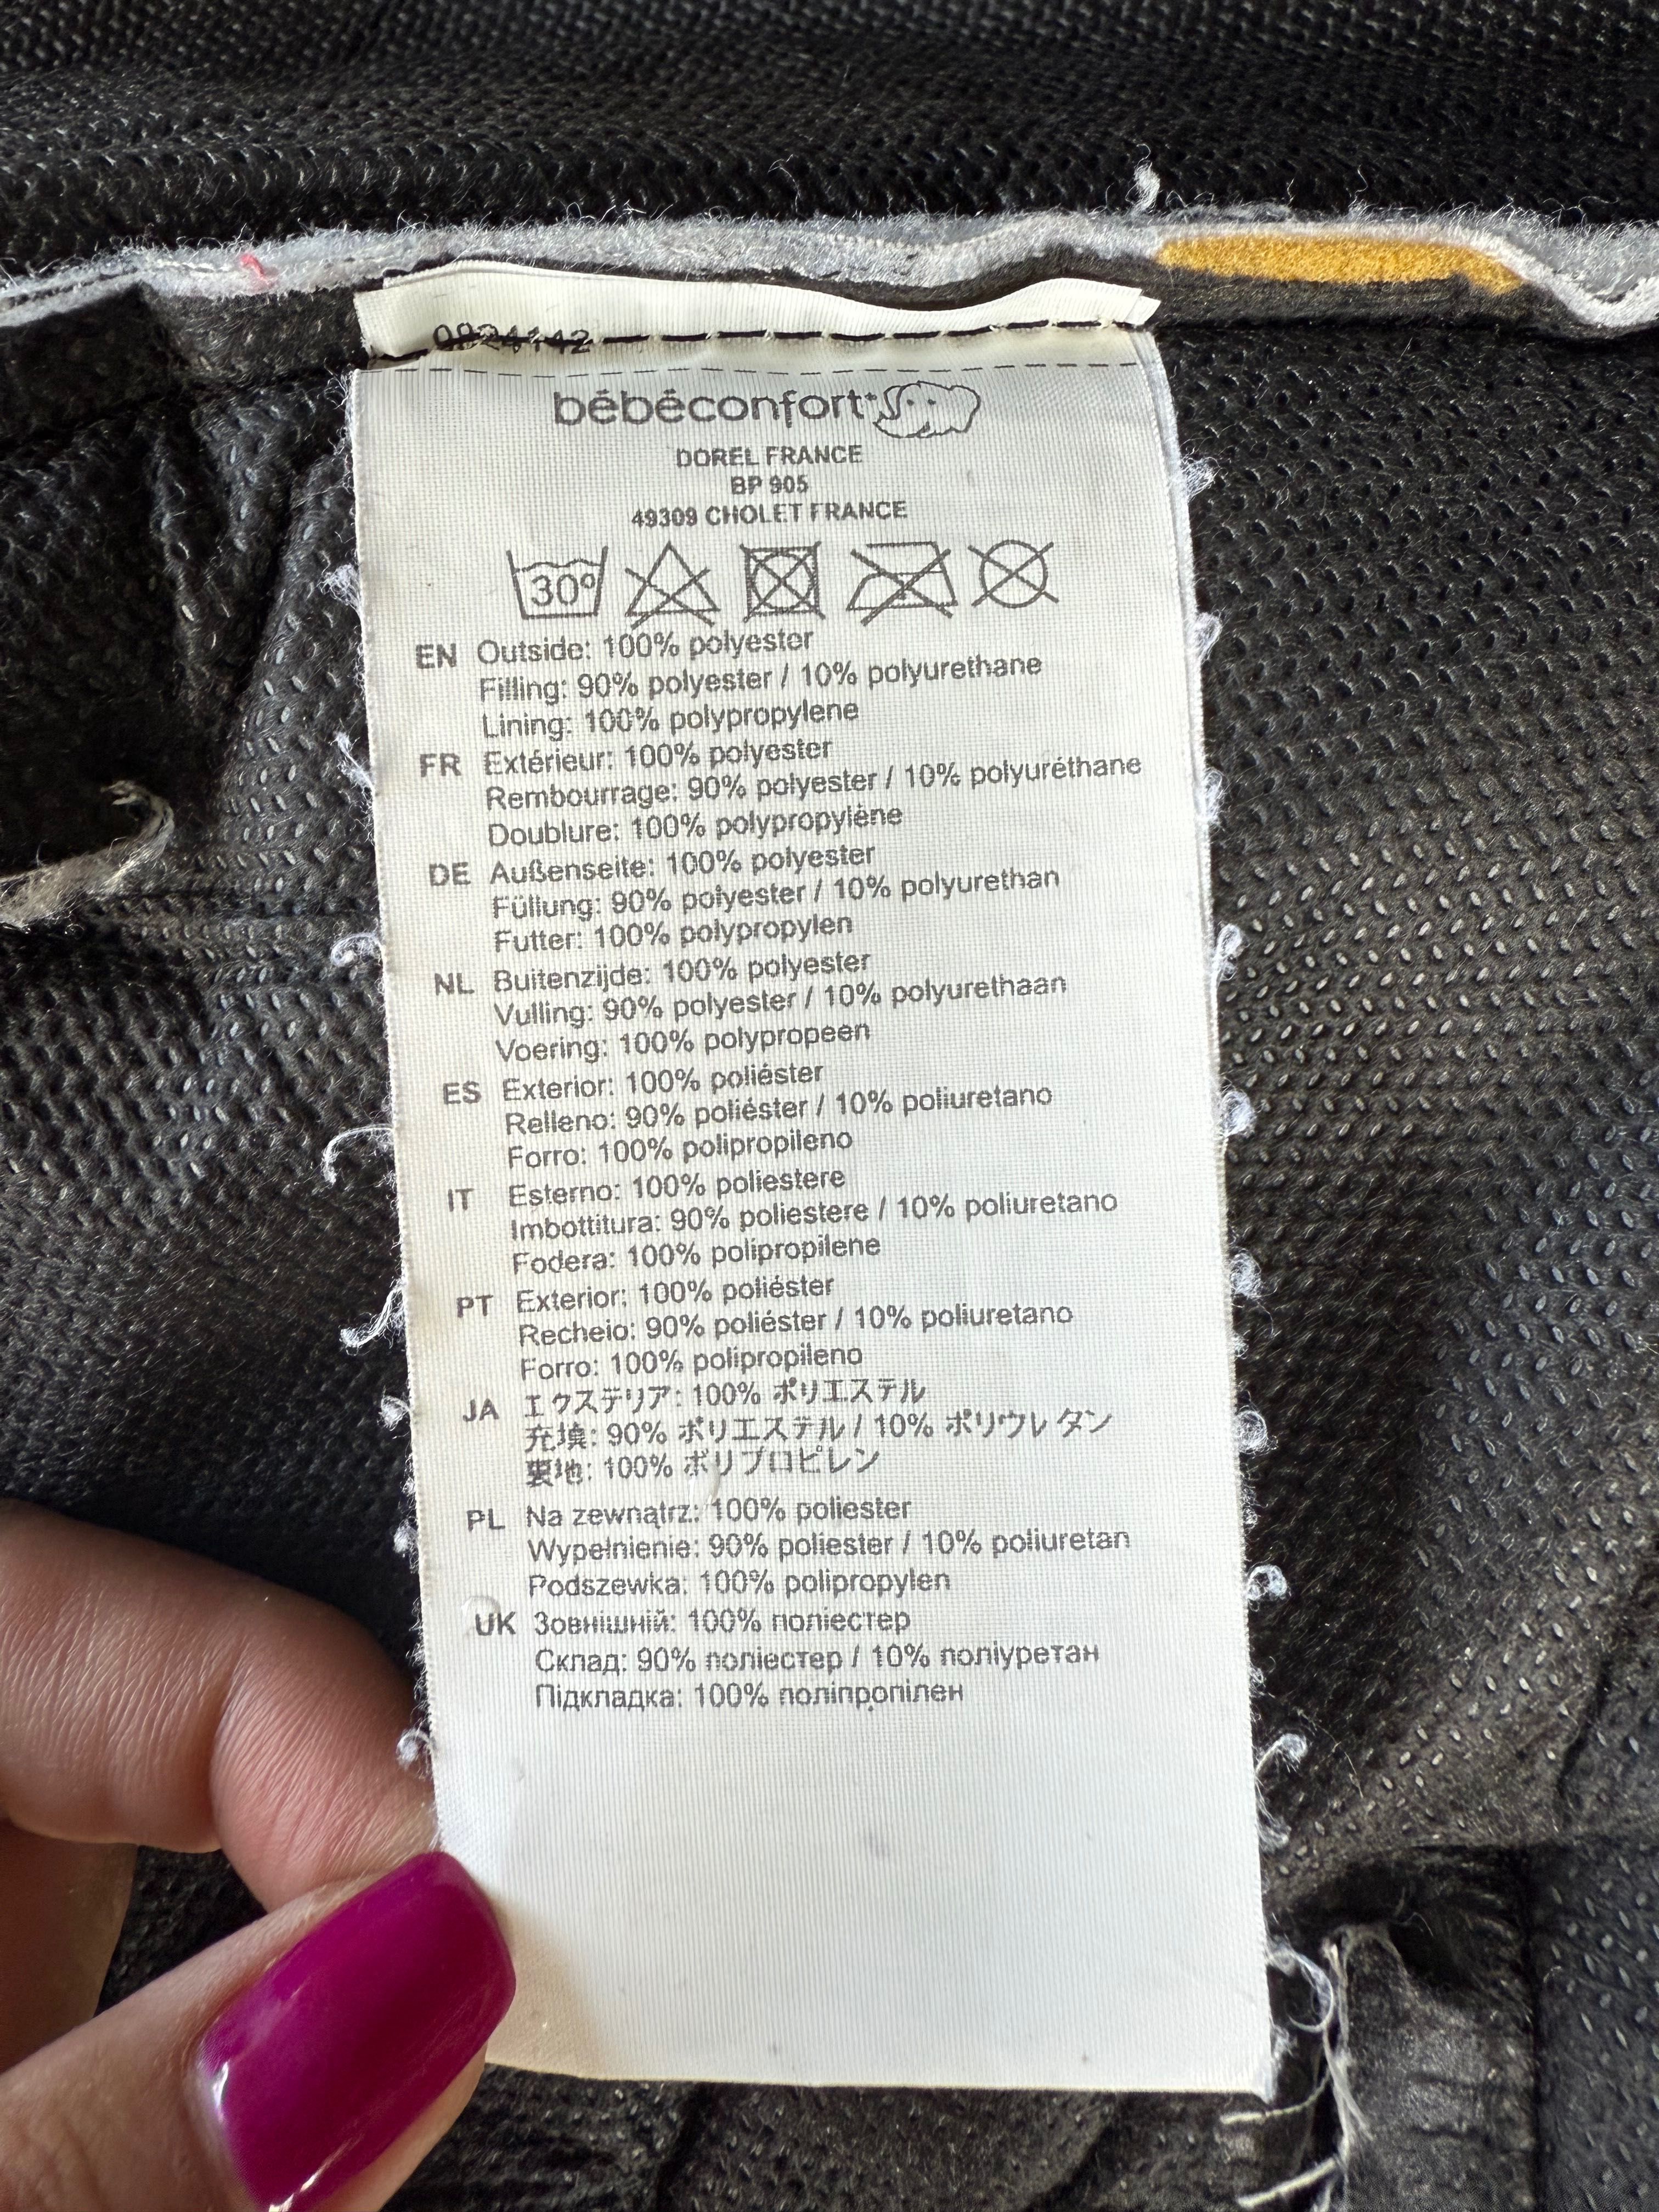 0824142
bébéconfort
DOREL FRANCE
BP 905
49309 CHOLET FRANCE
30°
EN Outside: 100% polyester
Filling: 90% polyester / 10% polyurethane
Lining: 100% polypropylene
FR Extérieur: 100% polyester
Rembourrage: 90% polyester / 10% polyuréthane
Doublure: 100% polypropylène
DE Außenseite: 100% polyester
Füllung: 90% polyester / 10% polyurethan
Futter: 100% polypropylen
NL Buitenzijde: 100% polyester
Vulling: 90% polyester / 10% polyurethaan
Voering: 100% polypropeen
ES Exterior: 100% poliéster
Relleno: 90% poliéster / 10% poliuretano
Forro: 100% polipropileno
IT Esterno: 100% poliestere
Imbottitura: 90% poliestere / 10% poliuretano
Fodera: 100% polipropilene
PT Exterior: 100% poliéster
Recheio: 90% poliéster / 10% poliuretano
Forro: 100% polipropileno
JA エクステリア: 100% ポリエステル
充填: 90% ポリエステル / 10% ポリウレタン
裏地: 100% ポリプロピレン
PL Na zewnątrz: 100% poliester
Wypełnienie: 90% poliester / 10% poliuretan
Podszewka: 100% polipropylen
UK Зовнішній: 100% поліестер
Склад: 90% поліестер / 10% поліуретан
Підкладка: 100% поліпропілен